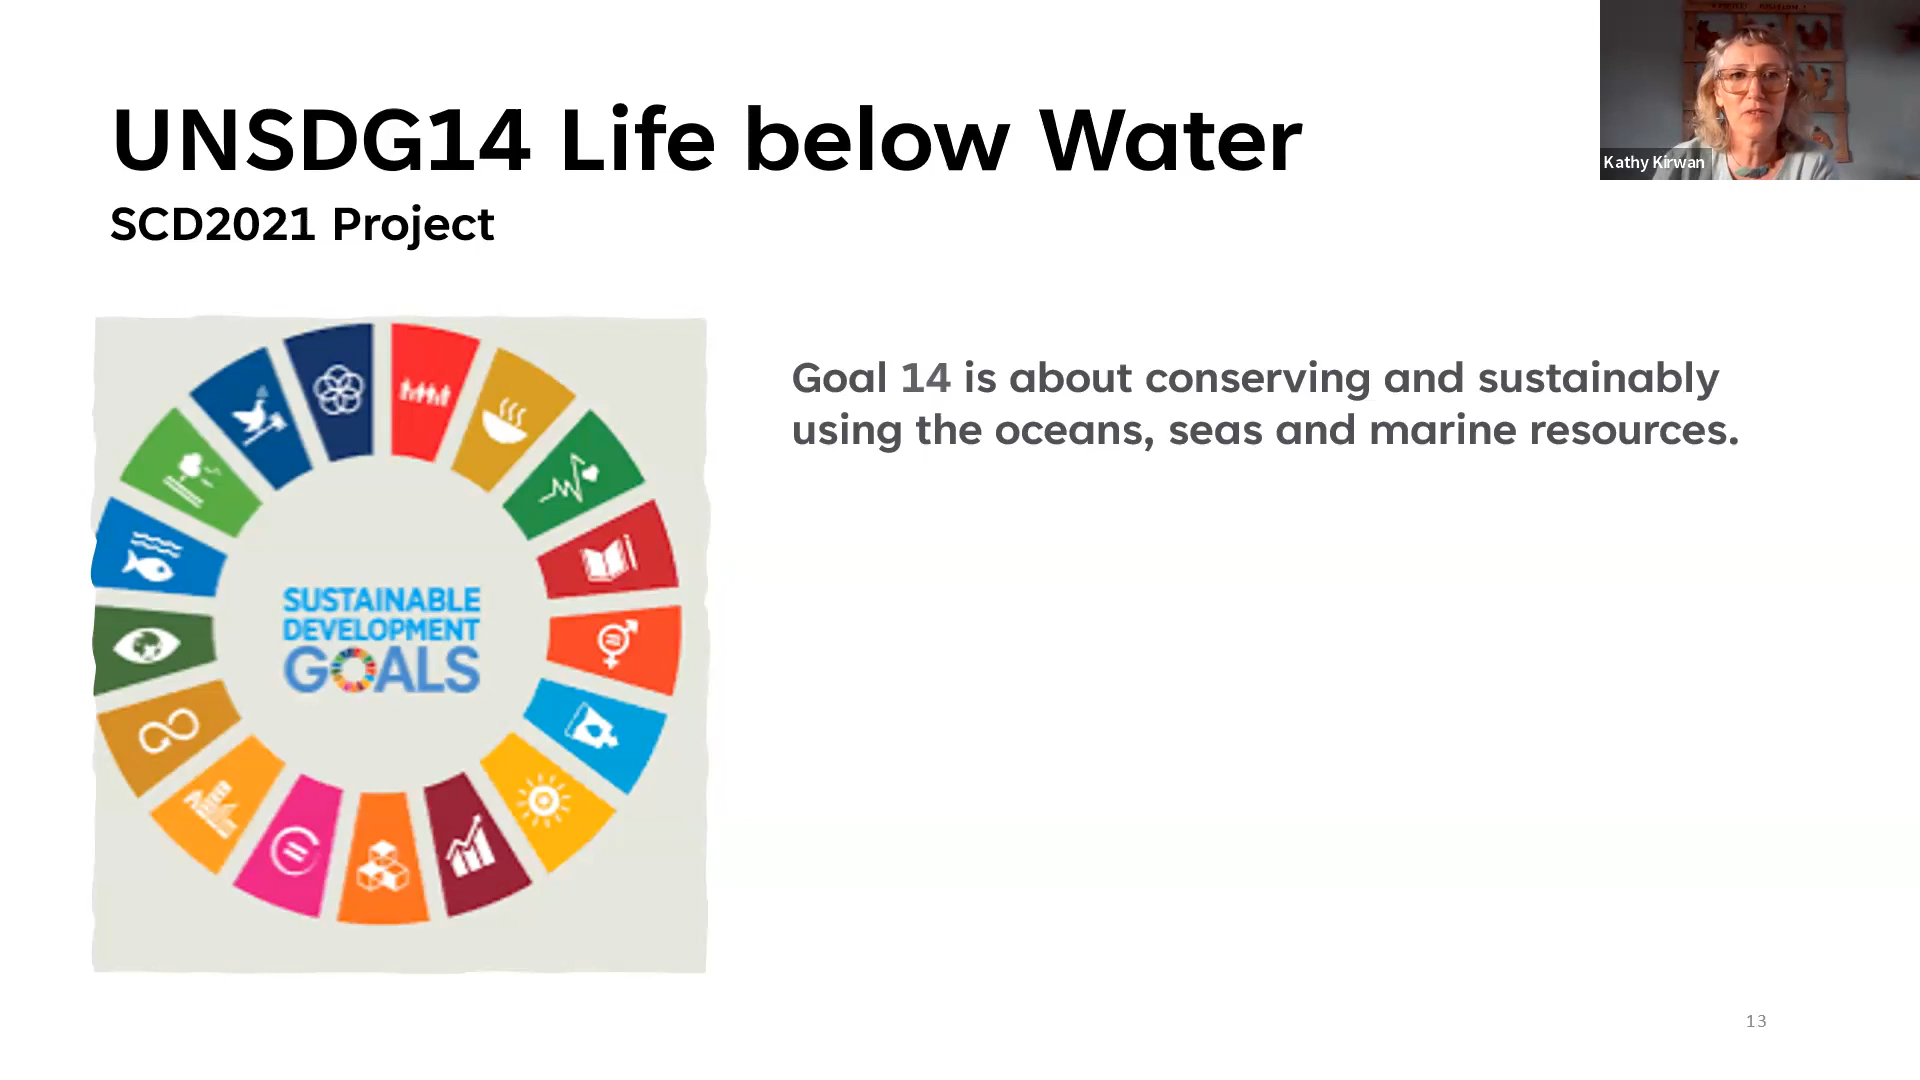 UNSDG14 Life below Water
SCD2021 Project
Kathy Kirwan
Goal 14 is about conserving and sustainably
using the oceans, seas and marine resources.
SUSTAINABLE
DEVELOPMENT
GOALS
13